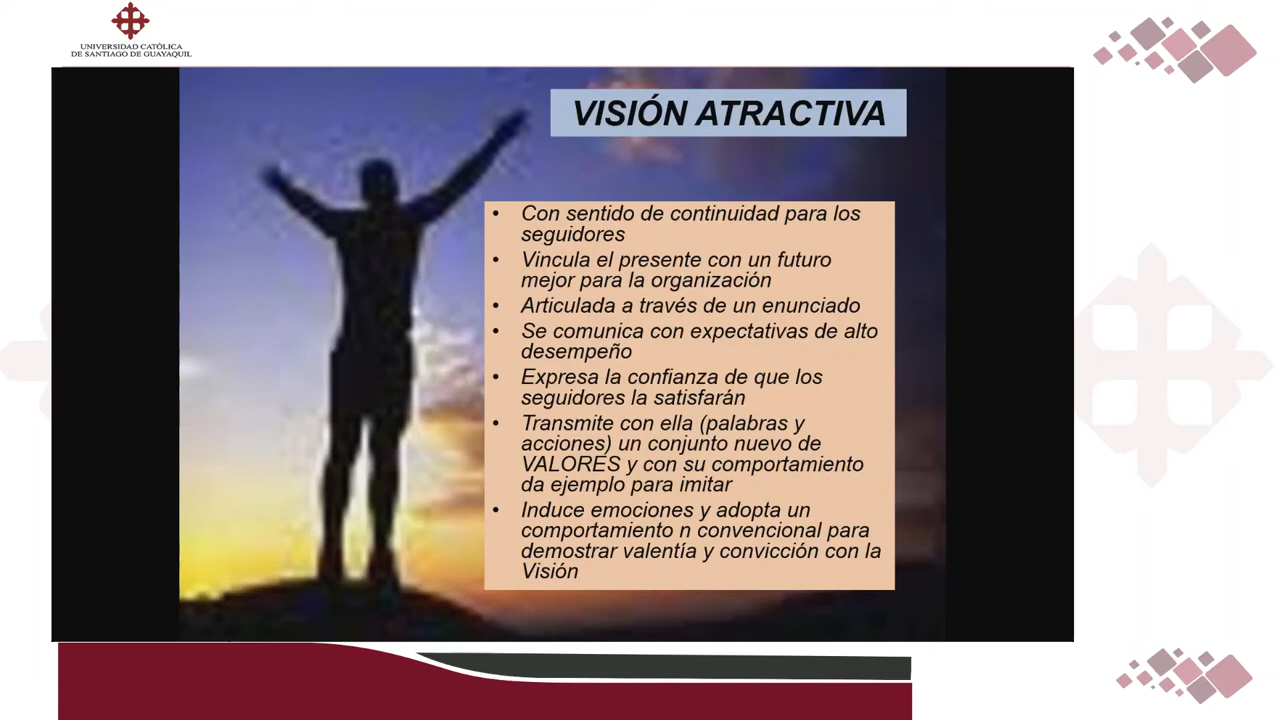 UNIVERSIDAD CATÓLICA
DE SANTIAGO DE GUAYAQUIL
VISIÓN ATRACTIVA
• Con sentido de continuidad para los
seguidores
• Vincula el presente con un futuro
mejor para la organización
• Articulada a través de un enunciado
• Se comunica con expectativas de alto
desempeño
• Expresa la confianza de que los
seguidores la satisfarán
• Transmite con ella (palabras y
acciones) un conjunto nuevo de
VALORES y con su comportamiento
da ejemplo para imitar
• Induce emociones y adopta un
comportamiento n convencional para
demostrar valentía y convicción con la
Visión